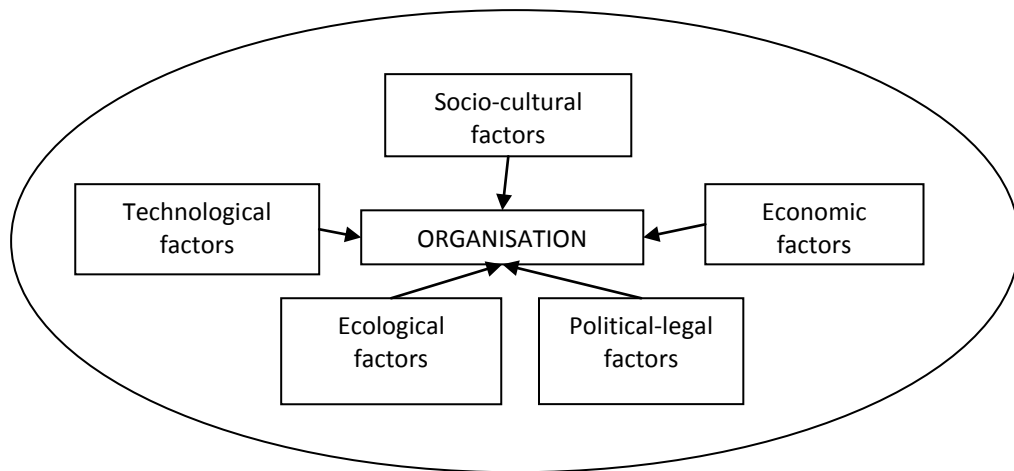 Socio-cultural
factors
Technological
factors
ORGANISATION
Economic
factors
Ecological
factors
Political-legal
factors